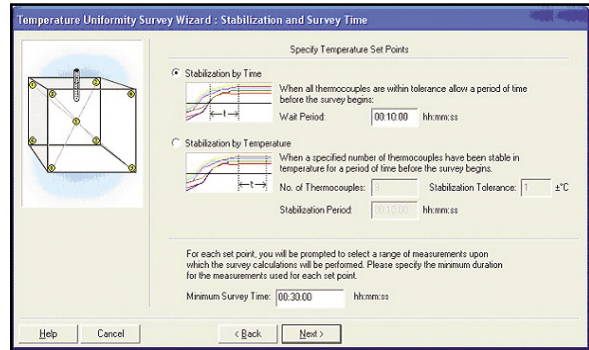 Temperature Uniformity Survey Wizard : Stabilization and Survey Time
Specify Temperature Set Points
Stabilization by Time
When all thermocouples are within tolerance allow a period of time
before the survey begins:
Wait Period: 00:10:00 hh:mm:ss
t
Stabilization by Temperature
When a specified number of thermocouples have been stable in
temperature for a period of time before the survey begins.
t
No. of Thermocouples: Stabilization Tolerance: 1 ±°C
Stabilization Period: 00:10:00 hh:mm:ss
For each set point, you will be prompted to select a range of measurements upon
which the survey calculations will be performed. Please specify the minimum duration
for the measurements used for each set point.
Minimum Survey Time: 00:30:00 hh:mm:ss
Help Cancel < Back Next >